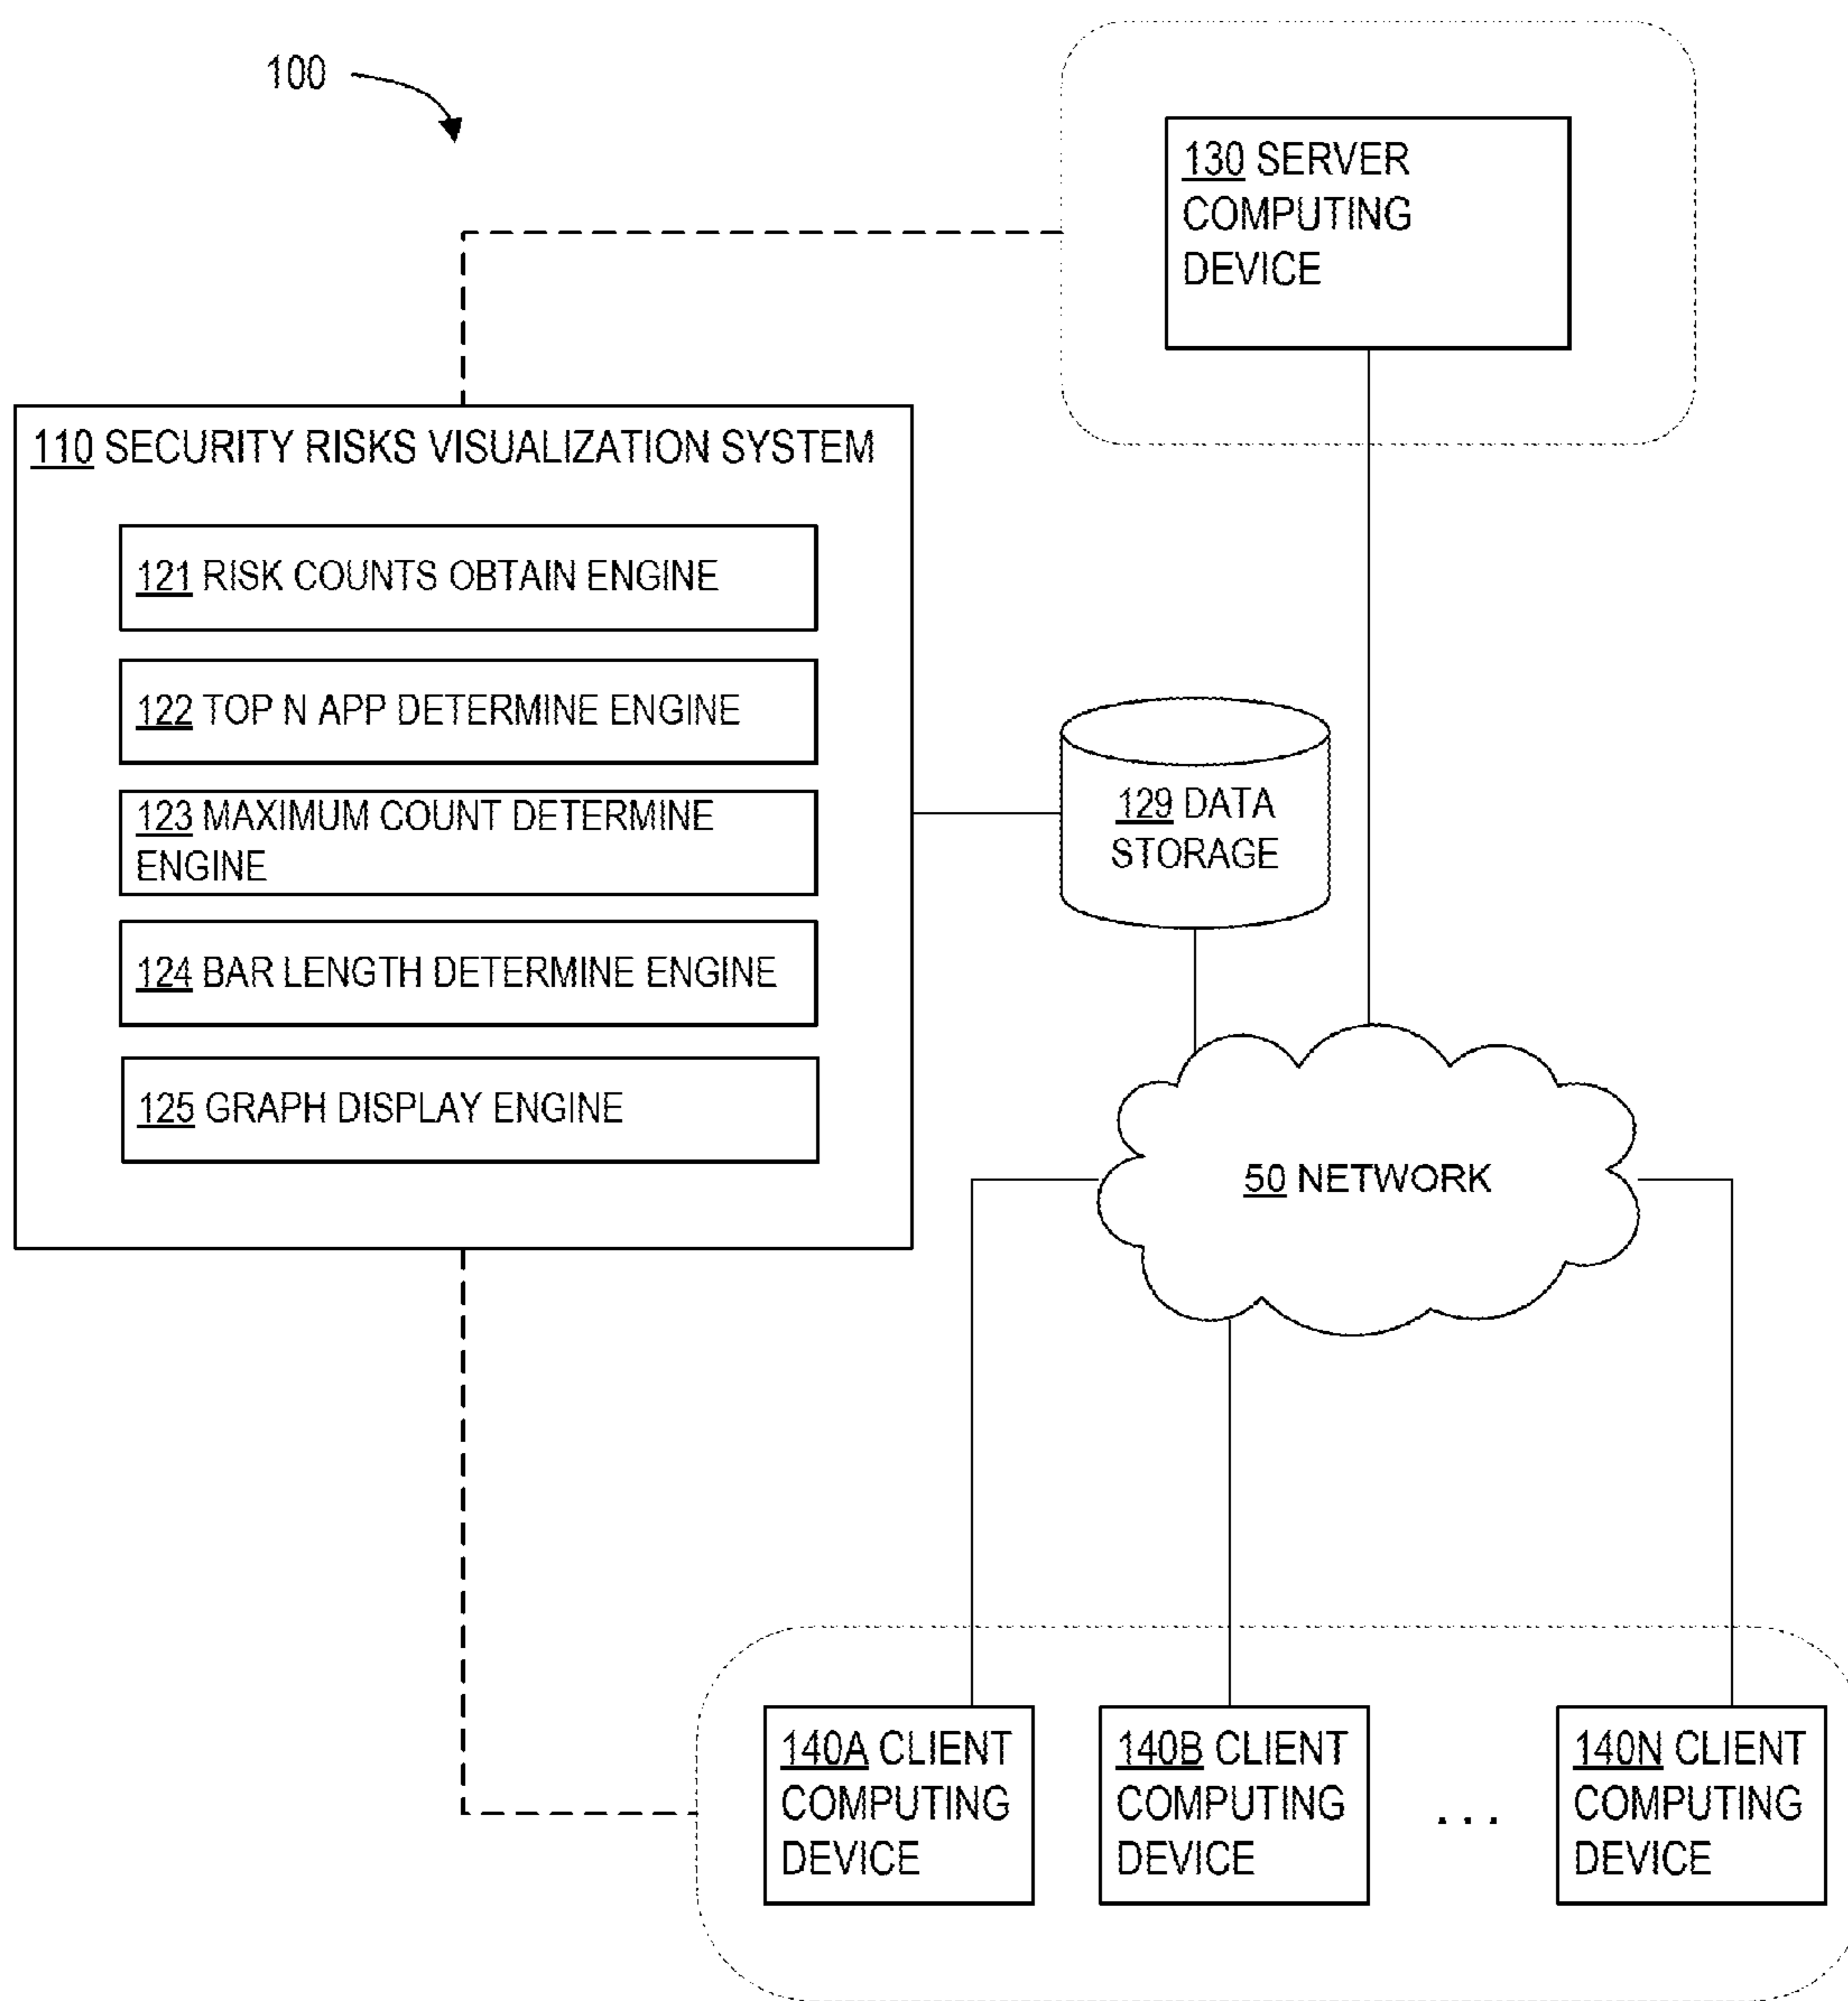 100
130 SERVER
COMPUTING
DEVICE
110 SECURITY RISKS VISUALIZATION SYSTEM
121 RISK COUNTS OBTAIN ENGINE
122 TOP N APP DETERMINE ENGINE
123 MAXIMUM COUNT DETERMINE
ENGINE
124 BAR LENGTH DETERMINE ENGINE
125 GRAPH DISPLAY ENGINE
129 DATA
STORAGE
50 NETWORK
140A CLIENT
COMPUTING
DEVICE
140B CLIENT
COMPUTING
DEVICE
. . .
140N CLIENT
COMPUTING
DEVICE